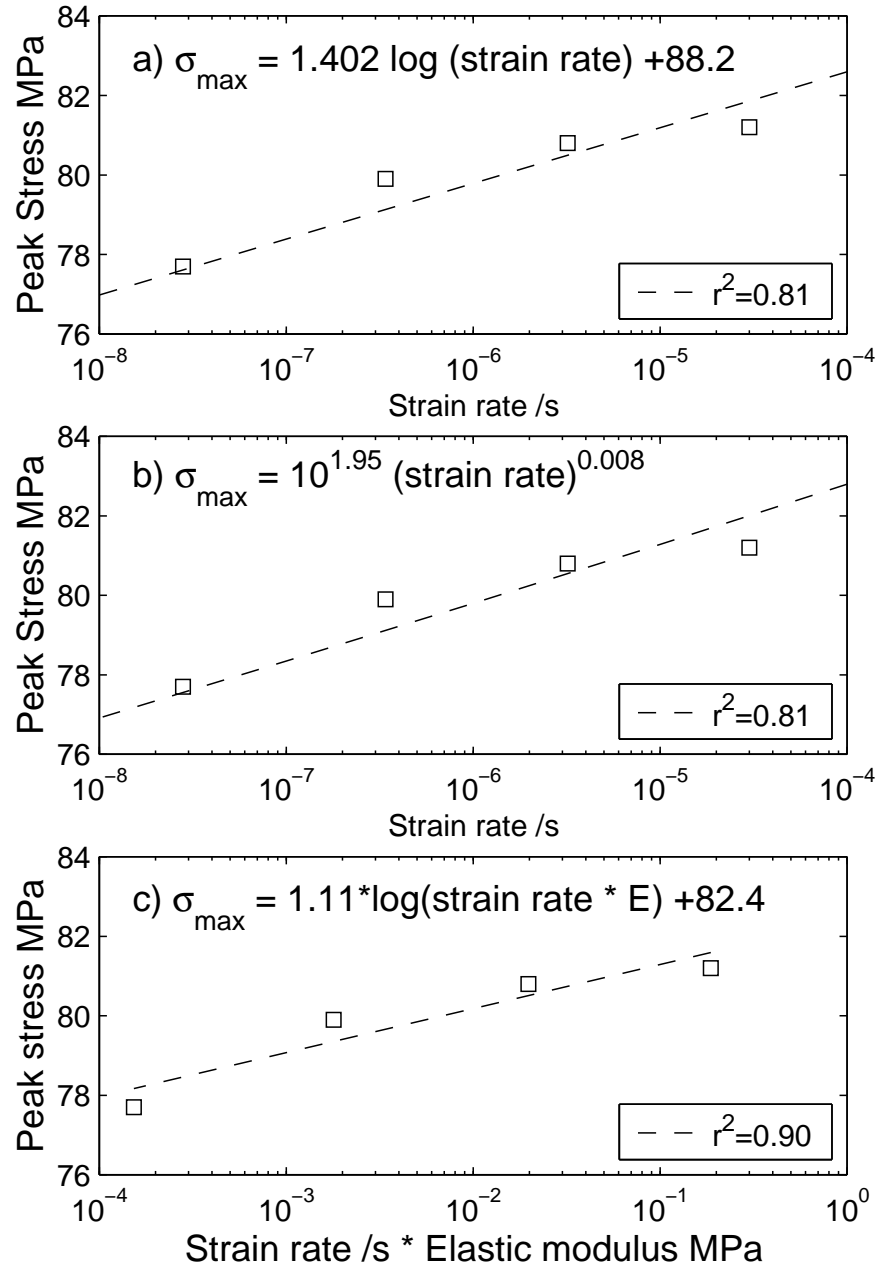 84
82
80
78
76
Peak Stress MPa
a) σmax = 1.402 log (strain rate) +88.2
r²=0.81
10⁻⁸ 10⁻⁷ 10⁻⁶ 10⁻⁵ 10⁻⁴
Strain rate /s
84
82
80
78
76
Peak Stress MPa
b) σmax = 10^1.95 (strain rate)^0.008
r²=0.81
10⁻⁸ 10⁻⁷ 10⁻⁶ 10⁻⁵ 10⁻⁴
Strain rate /s
84
82
80
78
76
Peak stress MPa
c) σmax = 1.11*log(strain rate * E) +82.4
r²=0.90
10⁻⁴ 10⁻³ 10⁻² 10⁻¹ 10⁰
Strain rate /s * Elastic modulus MPa